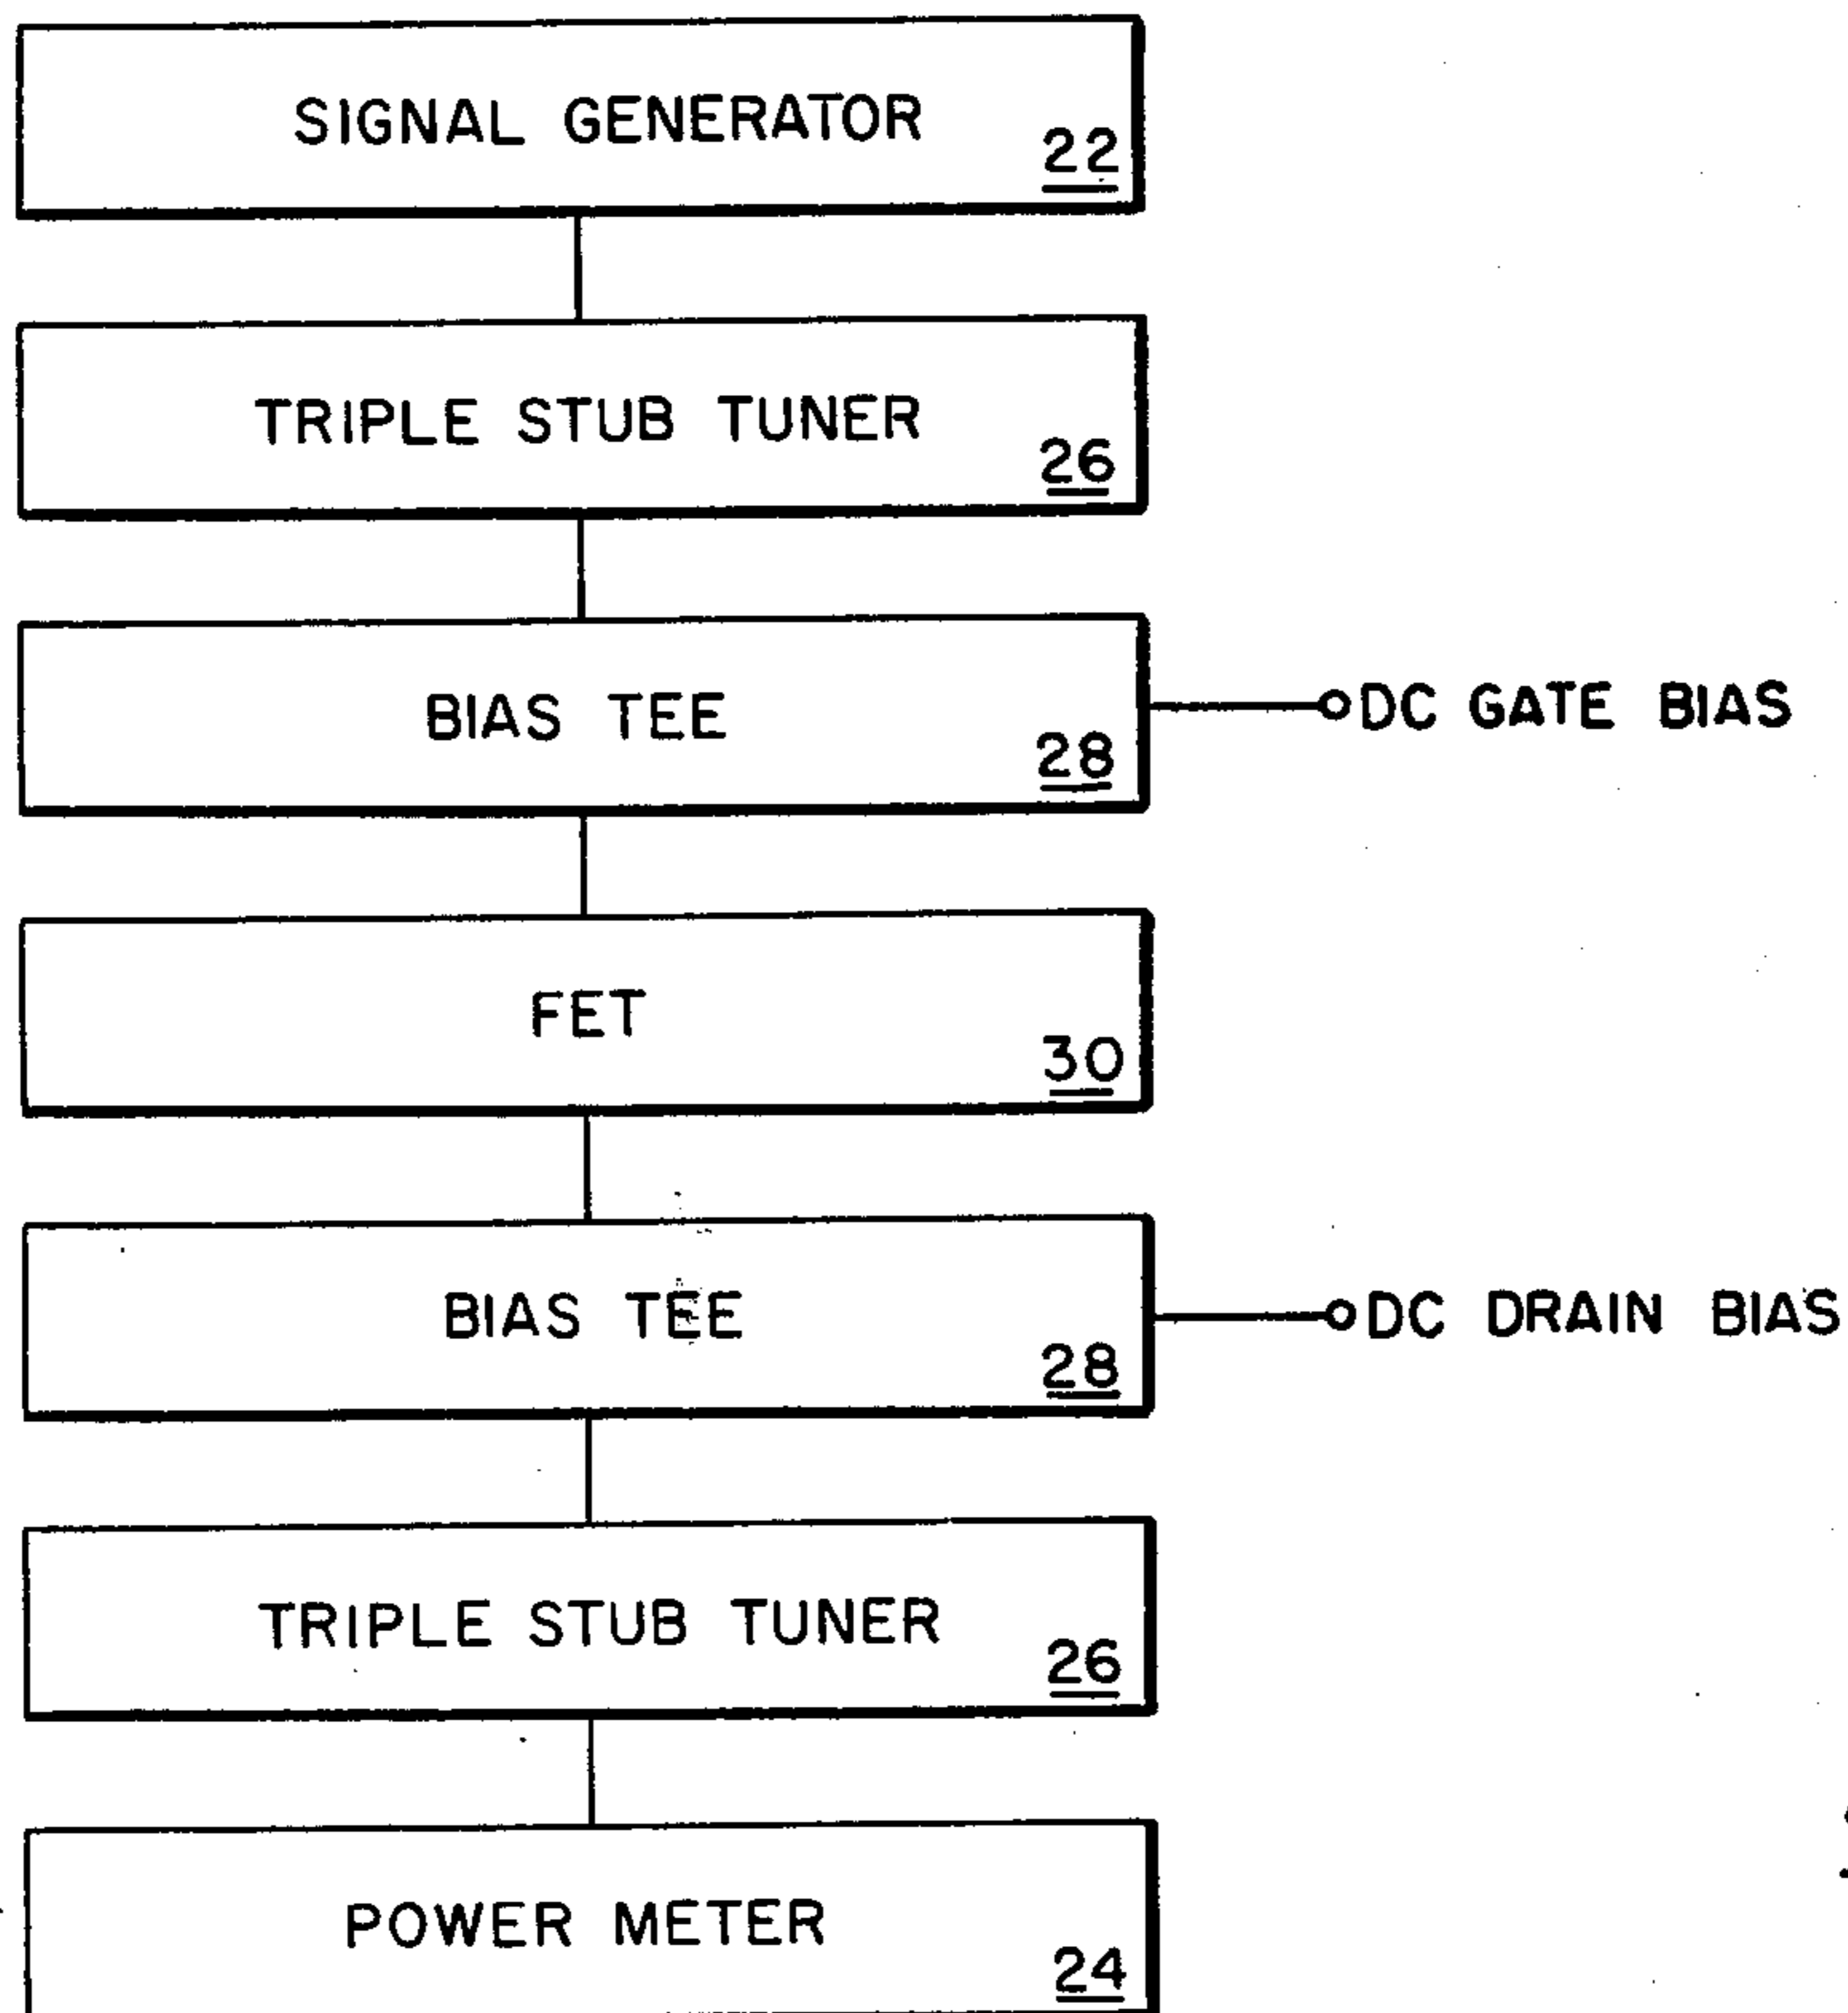 SIGNAL GENERATOR
22
TRIPLE STUB TUNER
26
BIAS TEE
28
DC GATE BIAS
FET
30
BIAS TEE
28
DC DRAIN BIAS
TRIPLE STUB TUNER
26
POWER METER
24